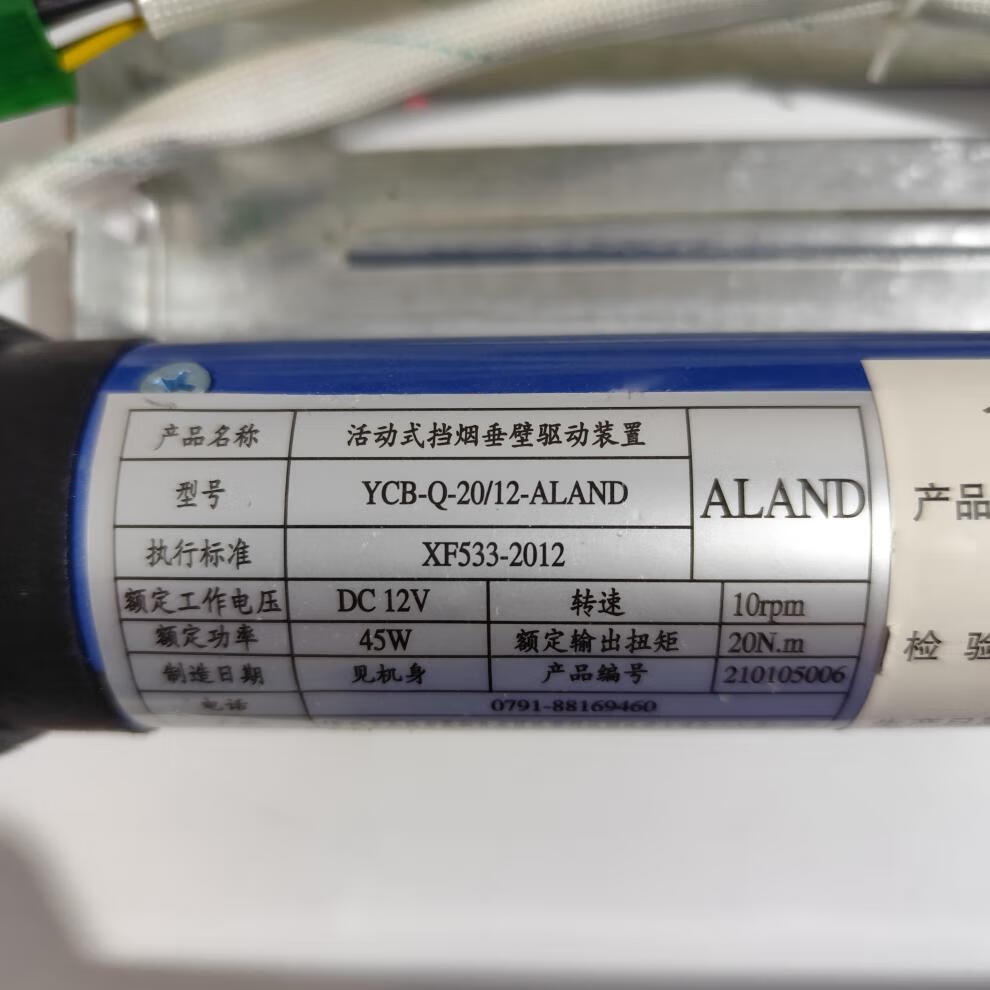 产品名称 活动式挡烟垂壁驱动装置
型号 YCB-Q-20/12-ALAND
ALAND
执行标准 XF533-2012
额定工作电压 DC 12V 转速 10rpm
额定功率 45W 额定输出扭矩 20N.m
制造日期 见机身 产品编号 210105006
电话 0791-88169460
产品
检 验